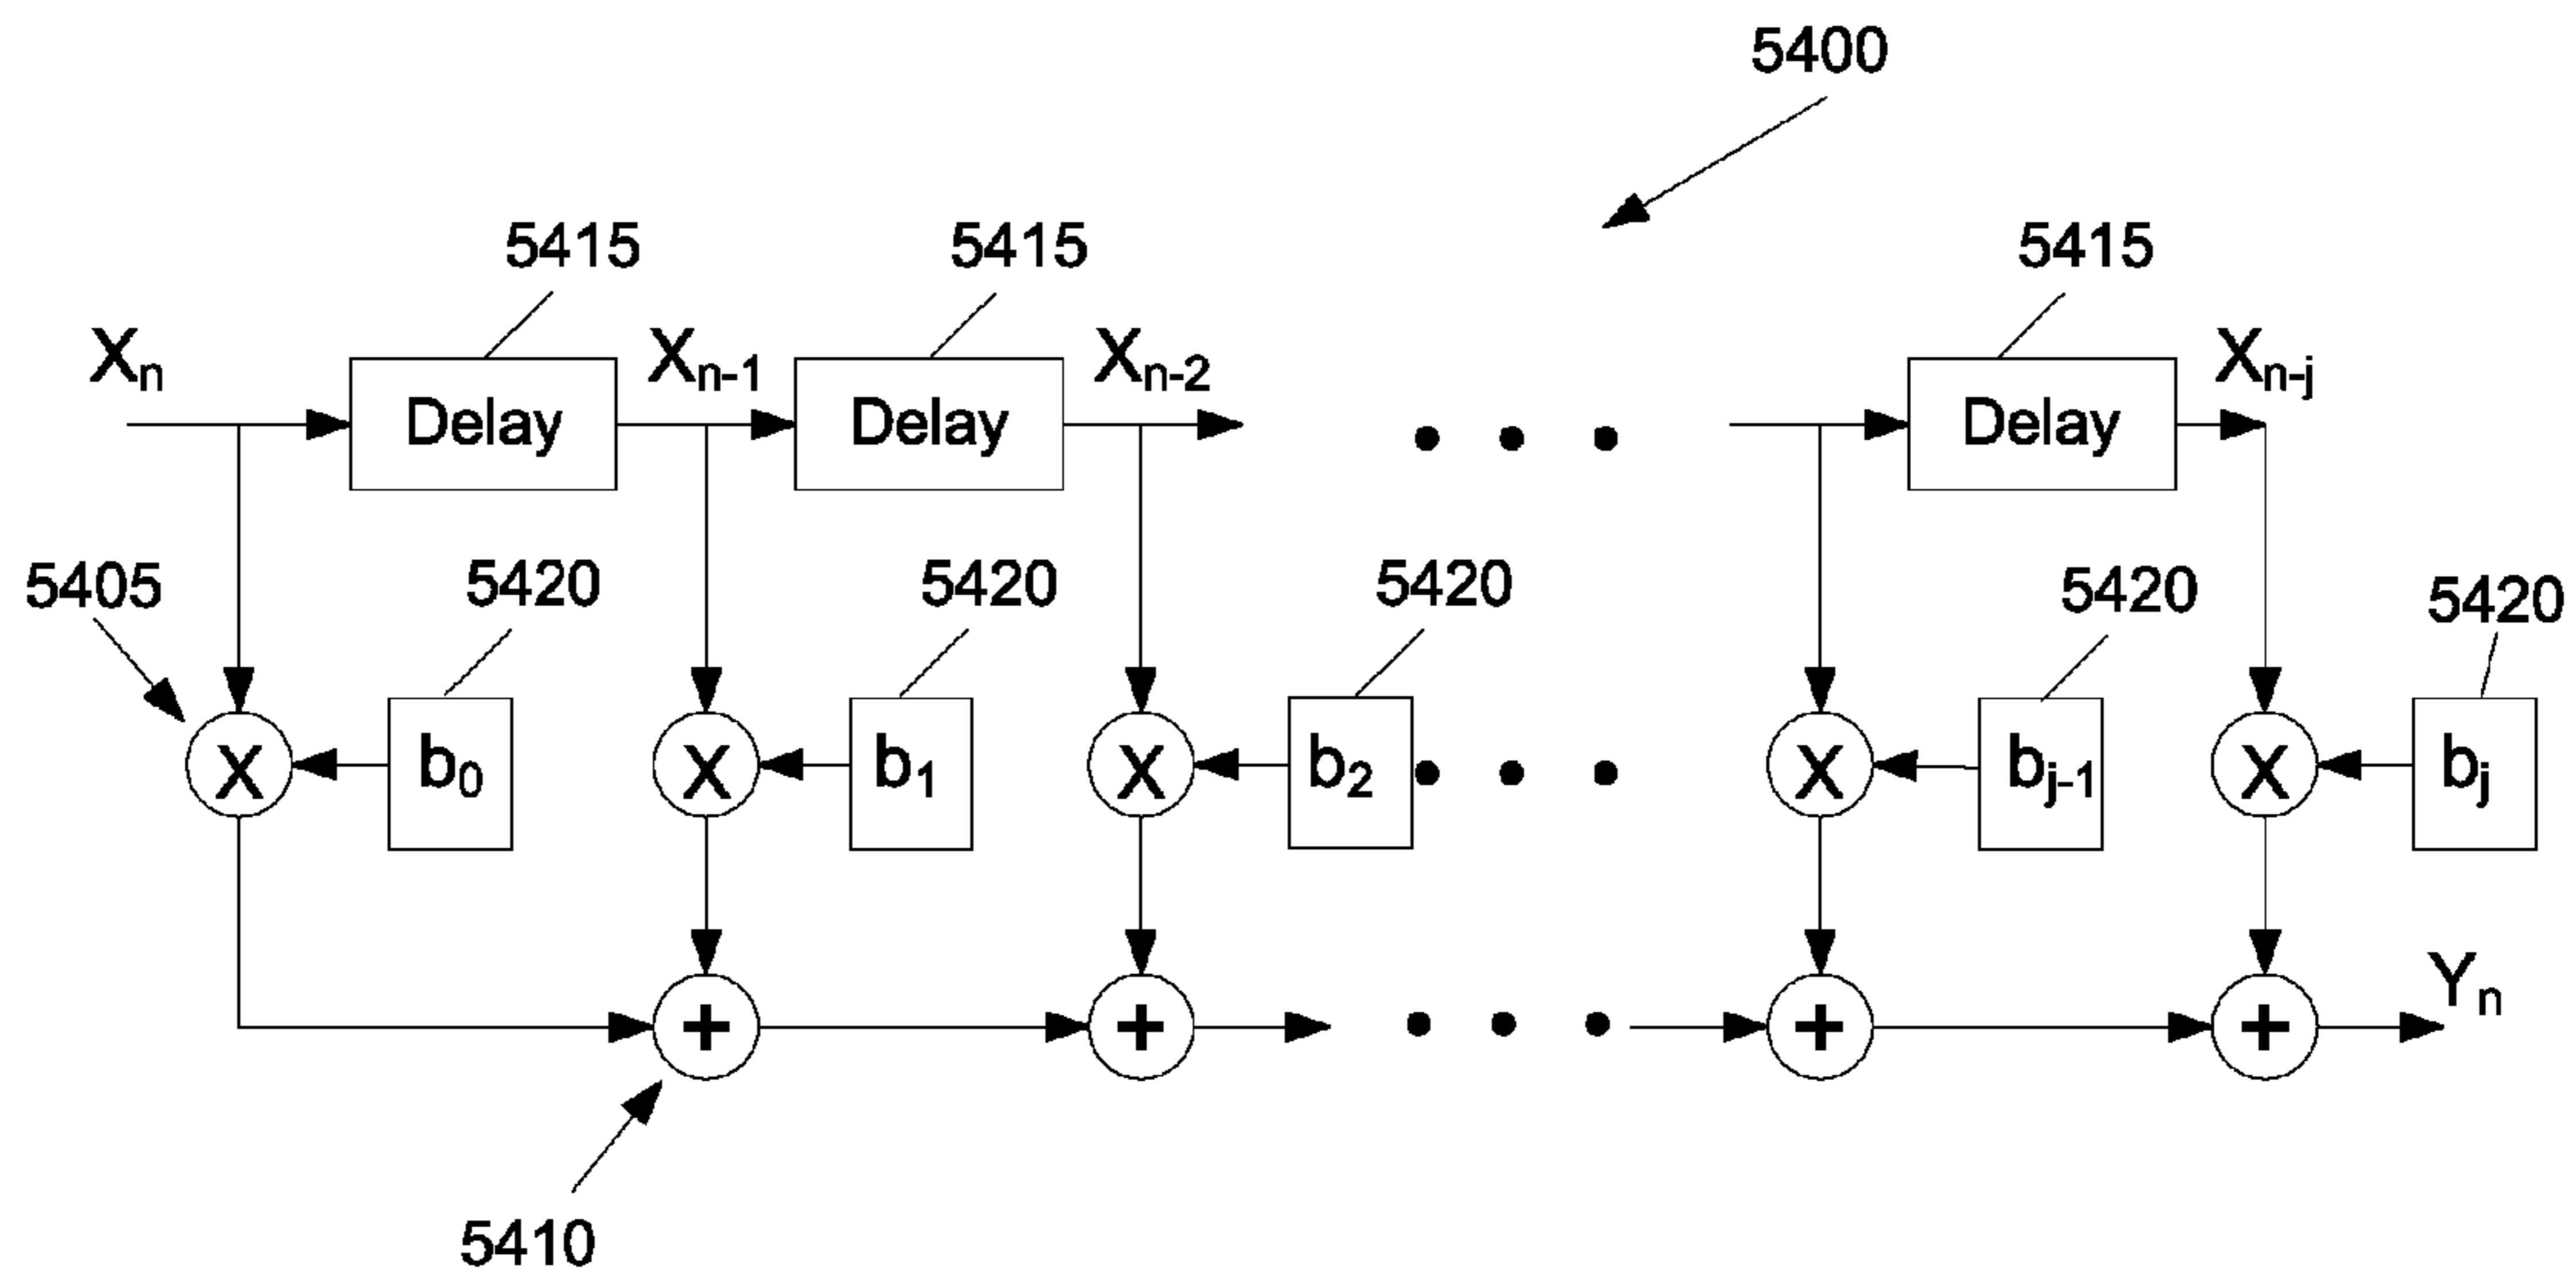 5400
5415 5415 5415
Xn Xn-1 Xn-2 Xn-j
Delay Delay • • • Delay
5405 5420 5420 5420 5420 5420
X b0 X b1 X b2 • • • X bj-1 X bj
Yn
+ + • • • + +
5410